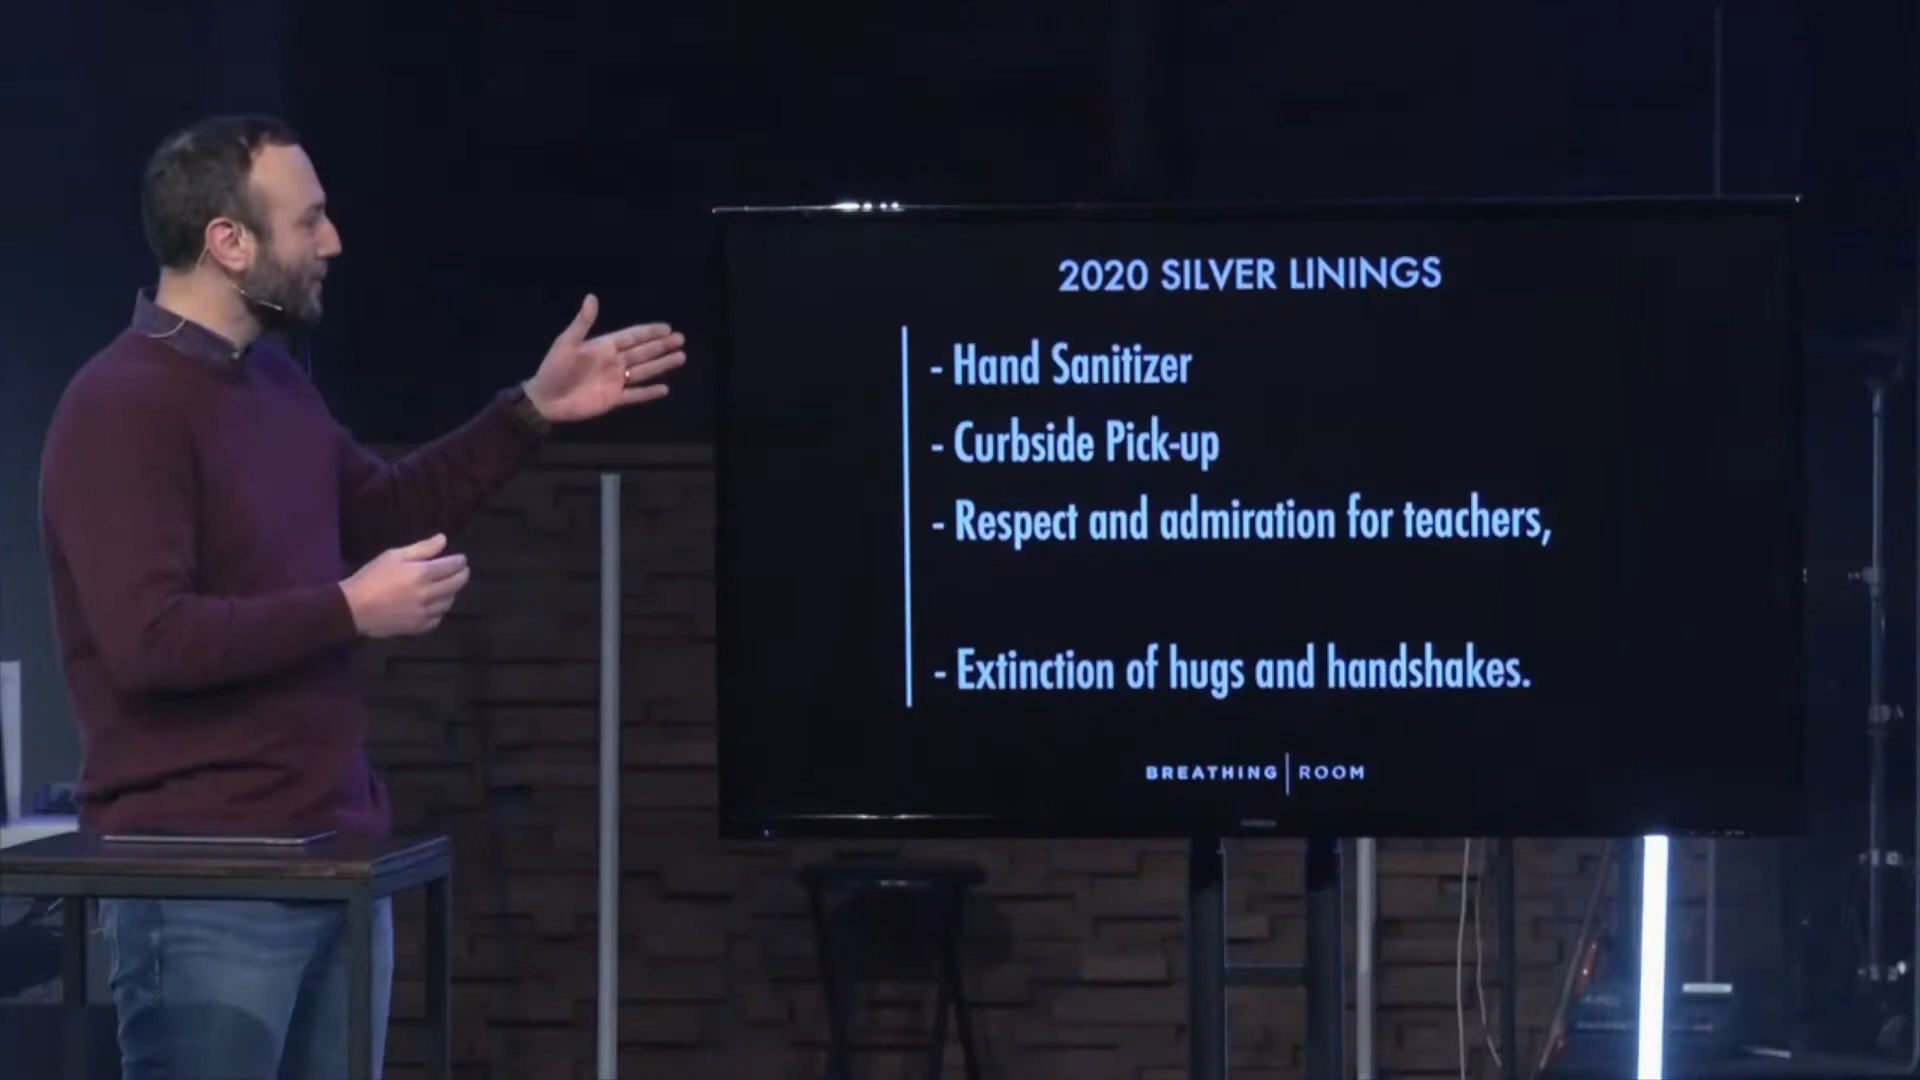 2020 SILVER LININGS
- Hand Sanitizer
- Curbside Pick-up
- Respect and admiration for teachers,
- Extinction of hugs and handshakes.
BREATHING | ROOM